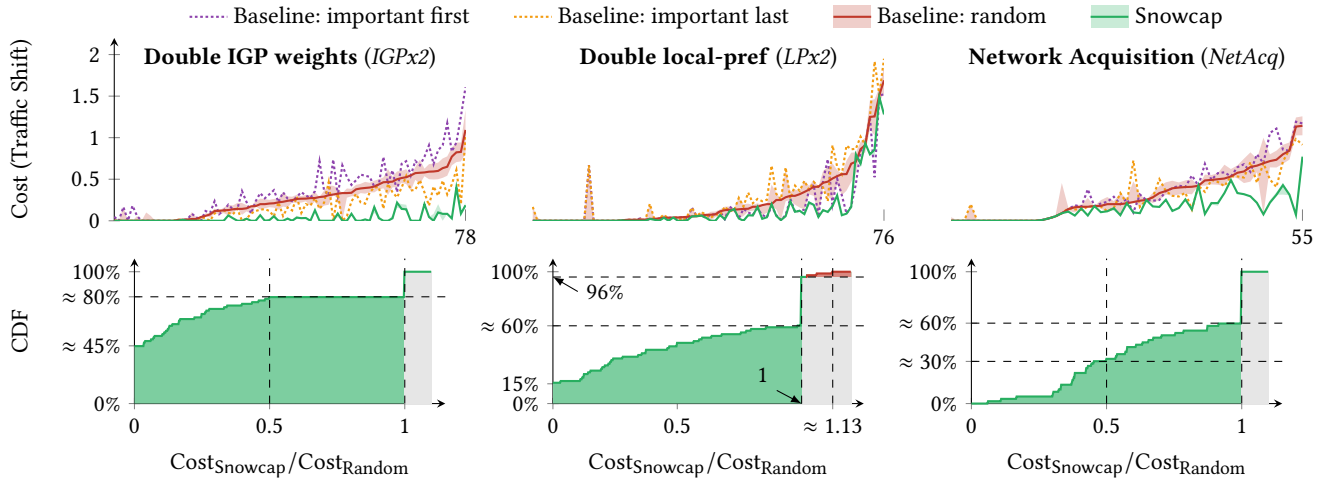 Baseline: important first Baseline: important last Baseline: random Snowcap
Double IGP weights (IGPx2) Double local-pref (LPx2) Network Acquisition (NetAcq)
Cost (Traffic Shift)
2
1.5
1
0.5
0
78 76 55
CDF
100%
≈ 80%
≈ 45%
0%
0 0.5 1
Cost_Snowcap/Cost_Random
100%
96%
≈ 60%
15%
0%
1
0 0.5 ≈ 1.13
Cost_Snowcap/Cost_Random
100%
≈ 60%
≈ 30%
0%
0 0.5 1
Cost_Snowcap/Cost_Random